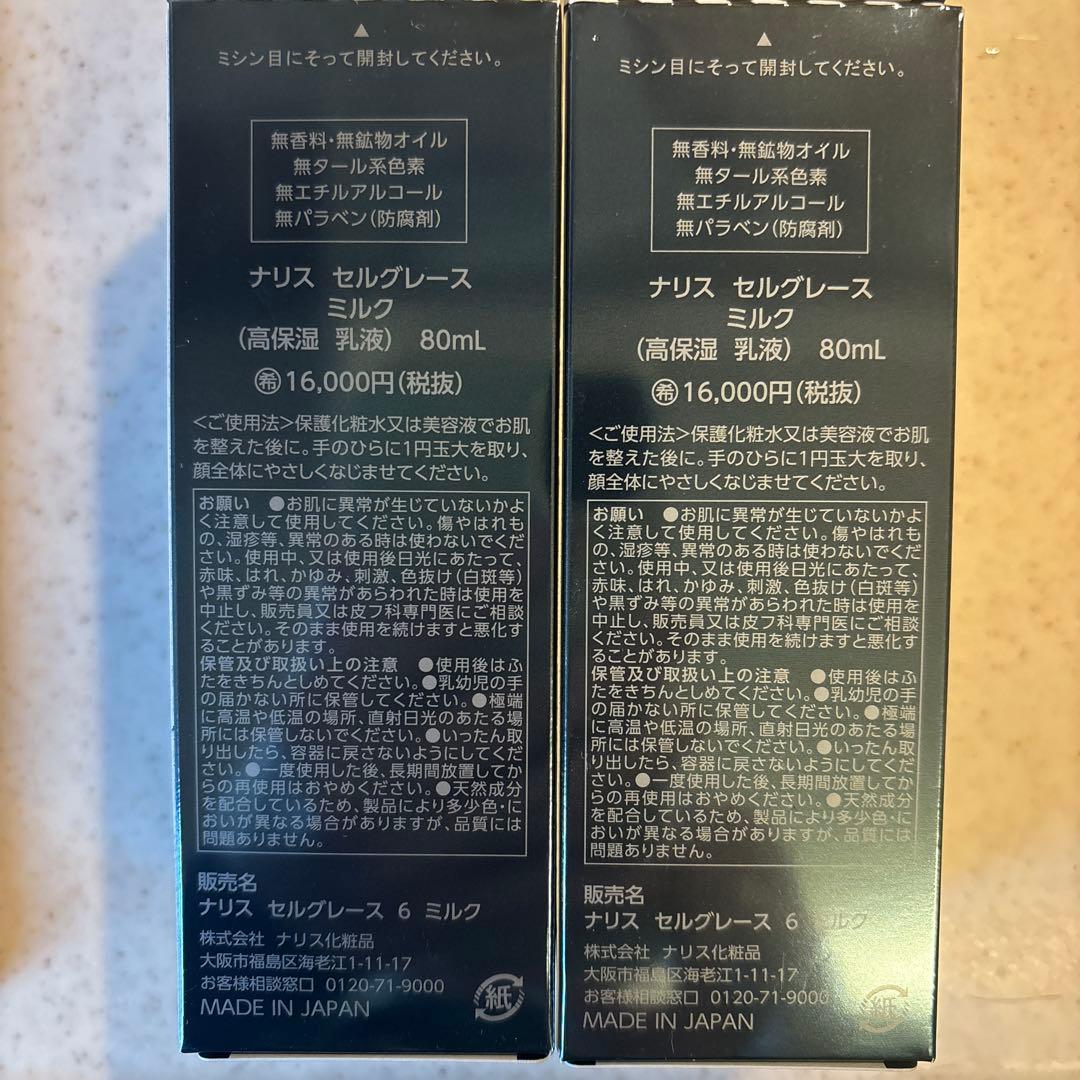 ▲
ミシン目にそって開封してください。
無香料・無鉱物オイル
無タール系色素
無エチルアルコール
無パラベン(防腐剤)
ナリス セルグレース
ミルク
(高保湿 乳液) 80mL
㊝16,000円(税抜)
<ご使用法>保護化粧水又は美容液でお肌
を整えた後に。手のひらに1円玉大を取り、
顔全体にやさしくなじませてください。
お願い ●お肌に異常が生じていないかよ
く注意して使用してください。傷やはれも
の、湿疹等、異常のある時は使わないでくだ
さい。使用中、又は使用後日光にあたって、
赤味、はれ、かゆみ、刺激、色抜け(白斑等)
や黒ずみ等の異常があらわれた時は使用を
中止し、販売員又は皮フ科専門医にご相談
ください。そのまま使用を続けますと悪化す
ることがあります。
保管及び取扱い上の注意 ●使用後はふ
たをきちんとしめてください。●乳幼児の手
の届かない所に保管してください。●極端
に高温や低温の場所、直射日光のあたる場
所には保管しないでください。●いったん取
り出したら、容器に戻さないようにしてくだ
さい。●一度使用した後、長期間放置してか
らの再使用はおやめください。●天然成分
を配合しているため、製品により多少色・に
おいが異なる場合がありますが、品質には
問題ありません。
販売名
ナリス セルグレース 6 ミルク
株式会社 ナリス化粧品
大阪市福島区海老江1-11-17
お客様相談窓口 0120-71-9000
MADE IN JAPAN
紙
▲
ミシン目にそって開封してください。
無香料・無鉱物オイル
無タール系色素
無エチルアルコール
無パラベン(防腐剤)
ナリス セルグレース
ミルク
(高保湿 乳液) 80mL
希16,000円(税抜)
<ご使用法>保護化粧水又は美容液でお肌
を整えた後に。手のひらに1円玉大を取り、
顔全体にやさしくなじませてください。
お願い ●お肌に異常が生じていないかよ
く注意して使用してください。傷やはれも
の、湿疹等、異常のある時は使わないでくだ
さい。使用中、又は使用後日光にあたって、
赤味、はれ、かゆみ、刺激、色抜け(白斑等)
や黒ずみ等の異常があらわれた時は使用を
中止し、販売員又は皮フ科専門医にご相談
ください。そのまま使用を続けますと悪化す
ることがあります。
保管及び取扱い上の注意 ●使用後はふ
たをきちんとしめてください。●乳幼児の手
の届かない所に保管してください。●極端
に高温や低温の場所、直射日光のあたる場
所には保管しないでください。●いったん取
り出したら、容器に戻さないようにしてくだ
さい。●一度使用した後、長期間放置してか
らの再使用はおやめください。●天然成分
を配合しているため、製品により多少色・に
おいが異なる場合がありますが、品質には
問題ありません。
販売名
ナリス セルグレース 6 ミルク
株式会社 ナリス化粧品
大阪市福島区海老江1-11-17
お客様相談窓口 0120-71-9000
MADE IN JAPAN
紙